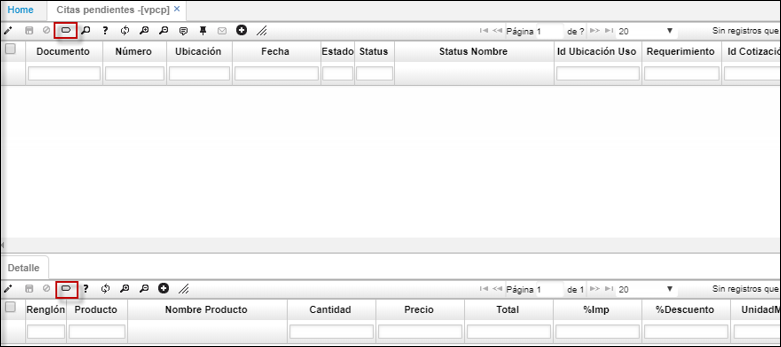 Home Citas pendientes -[vpcp] ×
? Página 1 de ? 20 Sin registros que
Documento Número Ubicación Fecha Estado Status Status Nombre Id Ubicación Uso Requerimiento Id Cotizació
Detalle
? Página 1 de 1 20 Sin registros que
Renglón Producto Nombre Producto Cantidad Precio Total %Imp %Descuento UnidadM